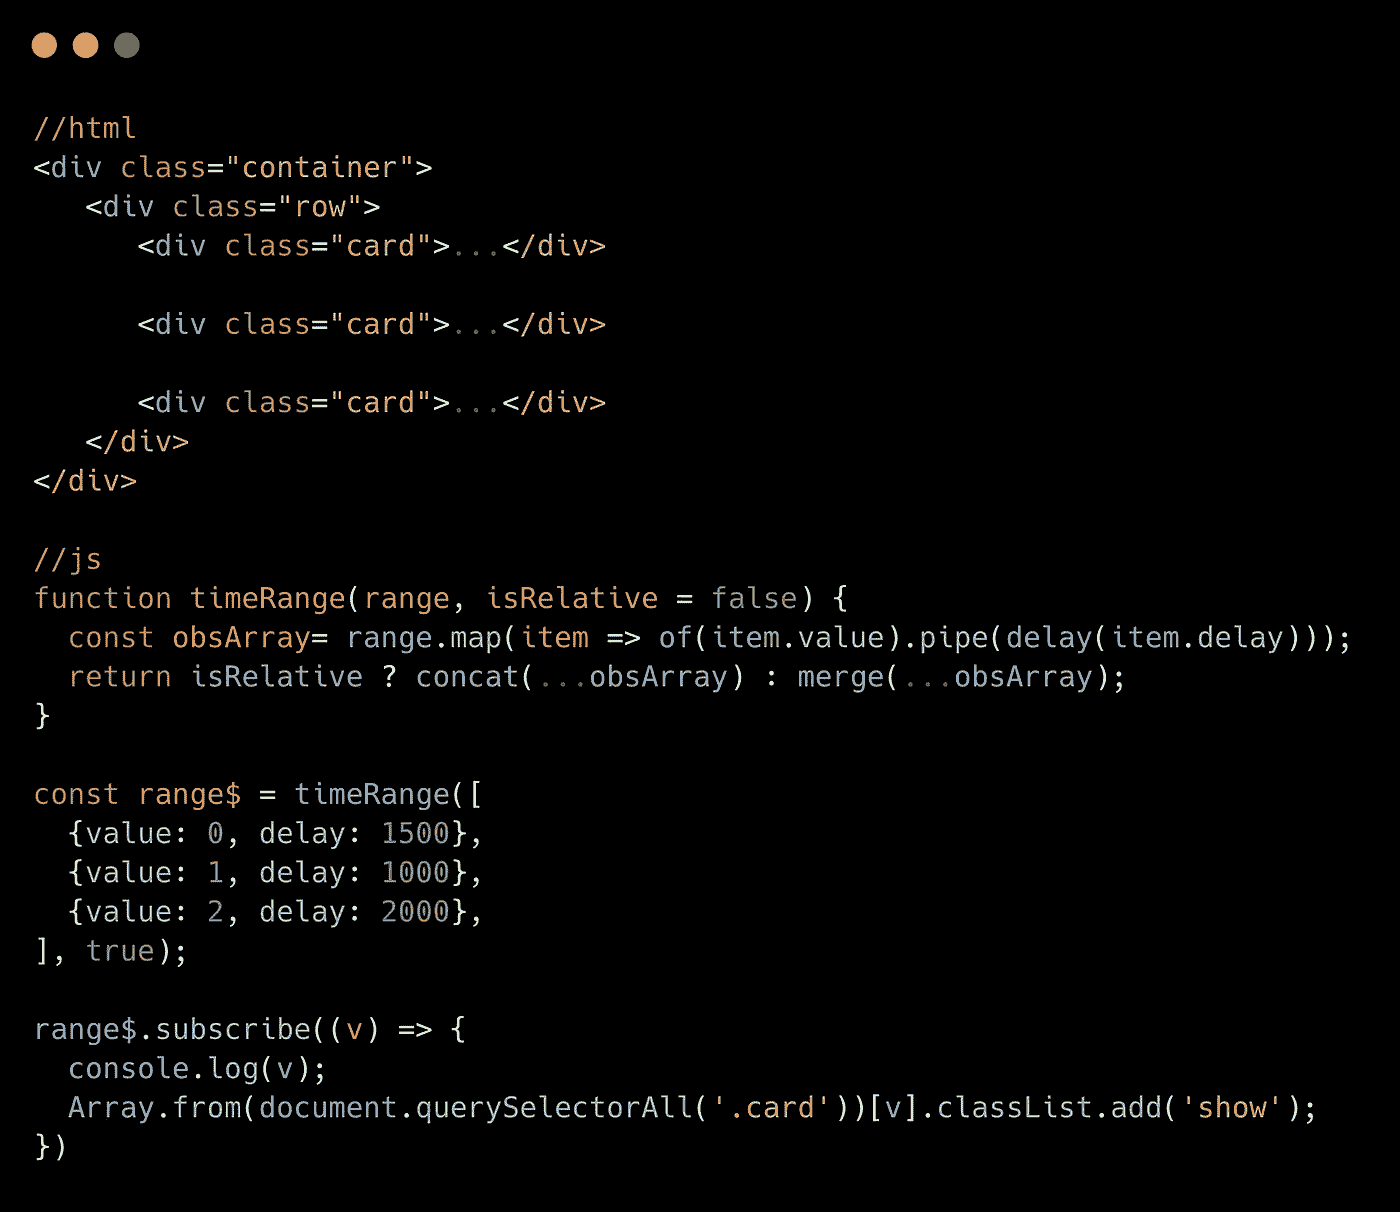 //html
<div class="container">
   <div class="row">
      <div class="card">...</div>

      <div class="card">...</div>

      <div class="card">...</div>
   </div>
</div>

//js
function timeRange(range, isRelative = false) {
  const obsArray= range.map(item => of(item.value).pipe(delay(item.delay)));
  return isRelative ? concat(...obsArray) : merge(...obsArray);
}

const range$ = timeRange([
  {value: 0, delay: 1500},
  {value: 1, delay: 1000},
  {value: 2, delay: 2000},
], true);

range$.subscribe((v) => {
  console.log(v);
  Array.from(document.querySelectorAll('.card'))[v].classList.add('show');
})